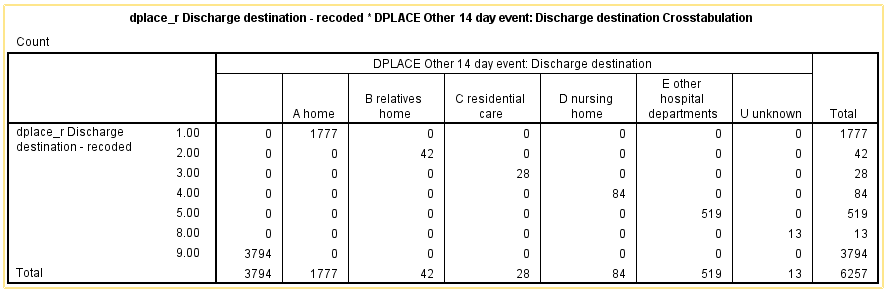 dplace_r Discharge destination - recoded * DPLACE Other 14 day event: Discharge destination Crosstabulation
Count
DPLACE Other 14 day event: Discharge destination
A home B relatives home C residential care D nursing home E other hospital departments U unknown Total
dplace_r Discharge destination - recoded 1.00 0 1777 0 0 0 0 0 1777
2.00 0 0 42 0 0 0 0 42
3.00 0 0 0 28 0 0 0 28
4.00 0 0 0 0 84 0 0 84
5.00 0 0 0 0 0 519 0 519
8.00 0 0 0 0 0 0 13 13
9.00 3794 0 0 0 0 0 0 3794
Total 3794 1777 42 28 84 519 13 6257